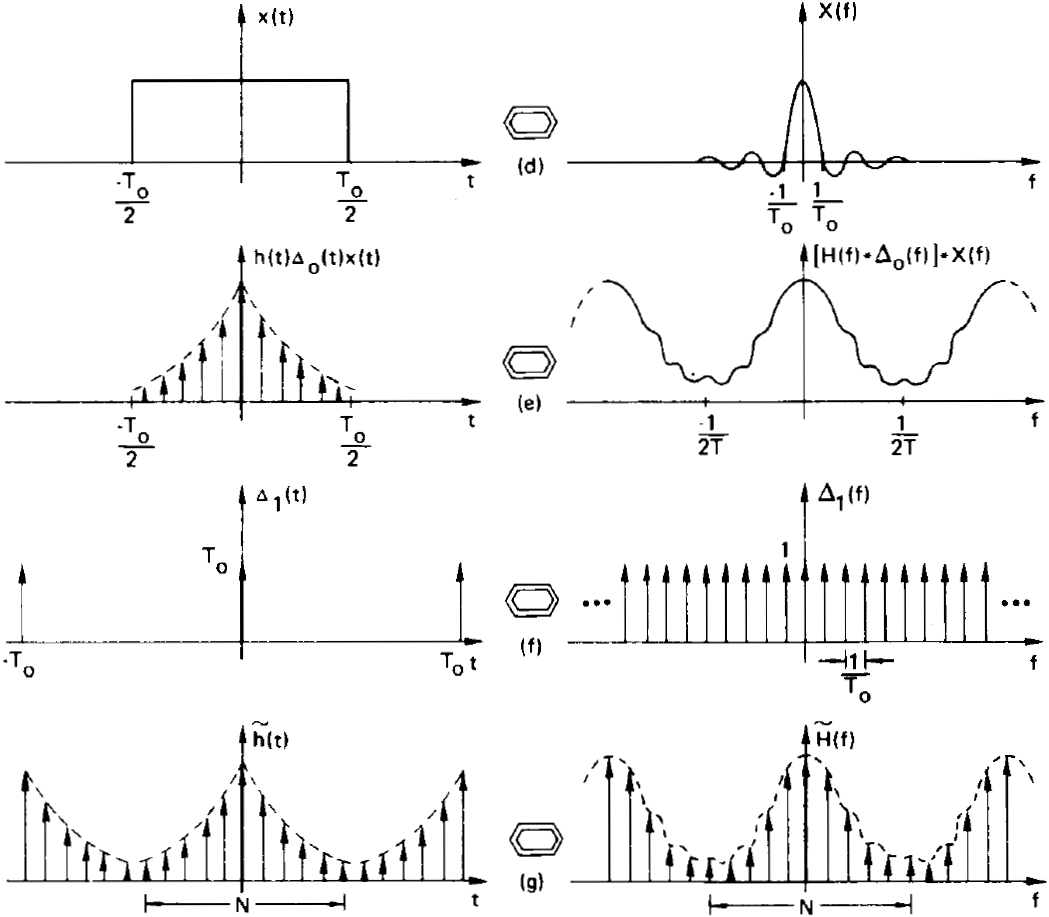 x(t)
X(f)
t
f
(d)
-T₀/2
T₀/2
-1/T₀
1/T₀
h(t)Δ₀(t)x(t)
[H(f)*Δ₀(f)]*X(f)
t
f
(e)
-T₀/2
T₀/2
-1/2T
1/2T
Δ₁(t)
Δ₁(f)
T₀
1
••• •••
(f)
-T₀
T₀ t
f
1/T₀
h̃(t)
H̃(f)
(g)
t
f
N
N